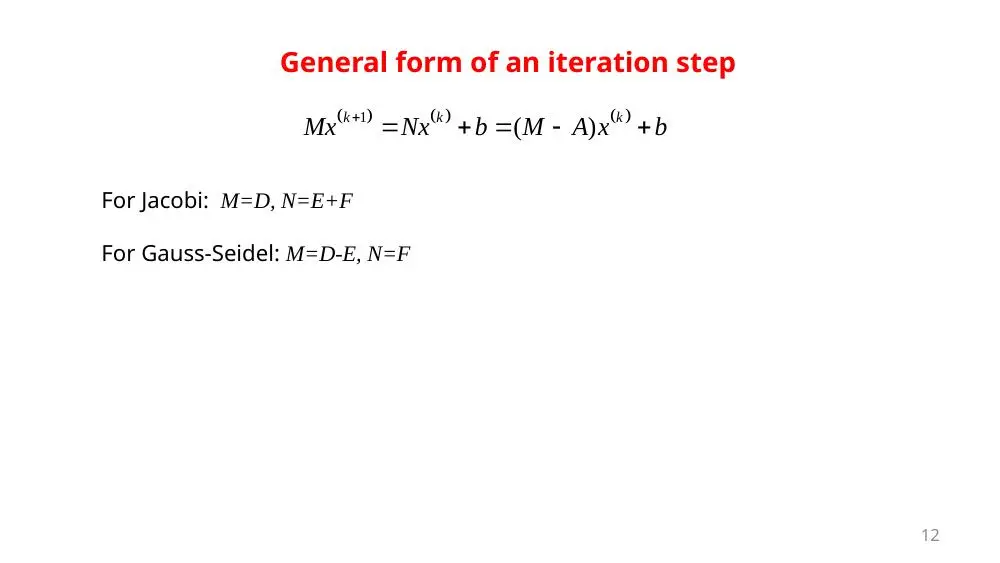 General form of an iteration step
Mx^(k+1) = Nx^(k) + b = (M - A)x^(k) + b
For Jacobi: M=D, N=E+F
For Gauss-Seidel: M=D-E, N=F
12